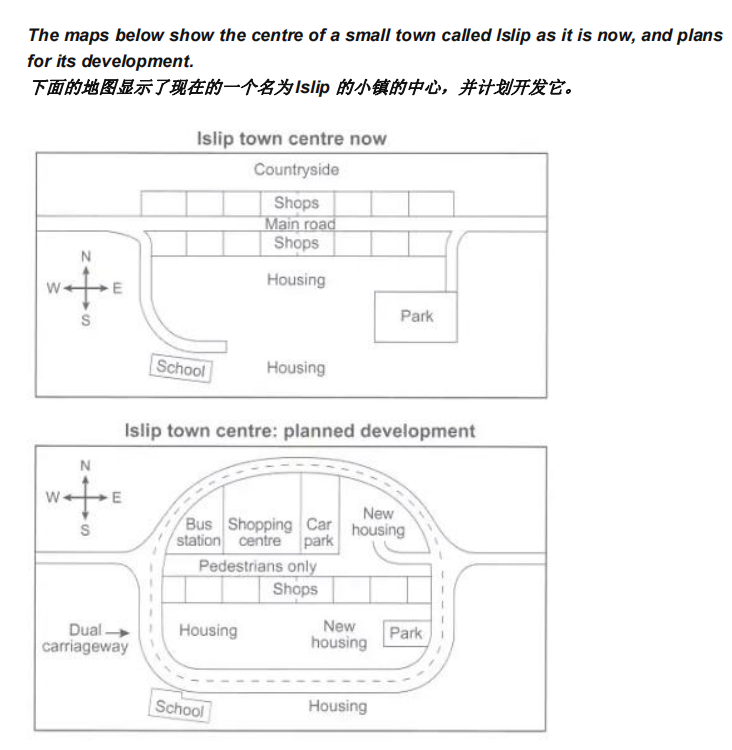 The maps below show the centre of a small town called Islip as it is now, and plans
for its development.
下面的地图显示了现在的一个名为Islip 的小镇的中心，并计划开发它。
Islip town centre now
Countryside
Shops
Main road
Shops
N
W E
S
Housing
Park
School
Housing
Islip town centre: planned development
N
W E
S
Bus station
Shopping centre
Car park
New housing
Pedestrians only
Shops
Dual carriageway
Housing
New housing
Park
School
Housing